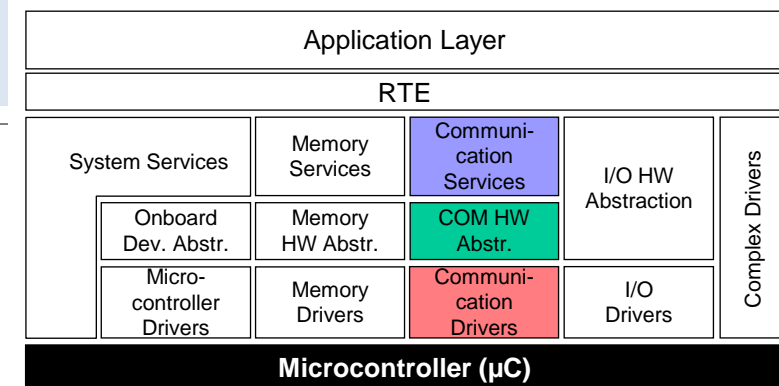 Application Layer
RTE
System Services
Memory
Services
Communi-
cation
Services
I/O HW
Abstraction
Complex Drivers
Onboard
Dev. Abstr.
Memory
HW Abstr.
COM HW
Abstr.
Micro-
controller
Drivers
Memory
Drivers
Communi-
cation
Drivers
I/O
Drivers
Microcontroller (µC)